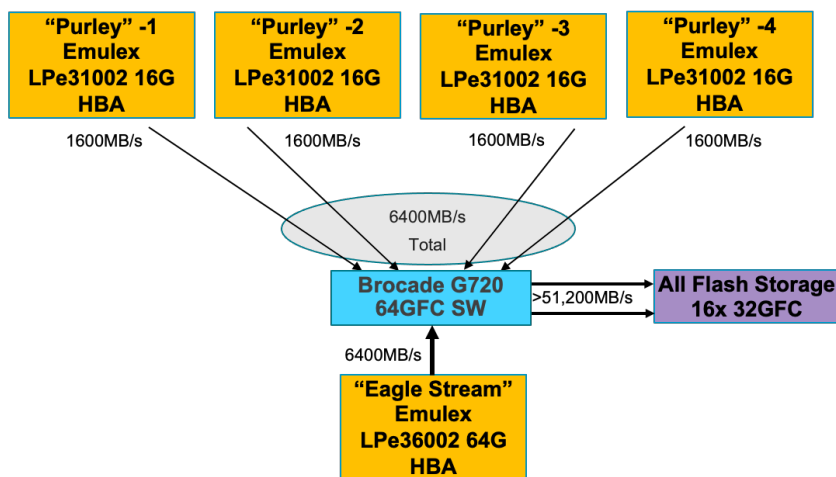 “Purley” -1
Emulex
LPe31002 16G
HBA
“Purley” -2
Emulex
LPe31002 16G
HBA
“Purley” -3
Emulex
LPe31002 16G
HBA
“Purley” -4
Emulex
LPe31002 16G
HBA
1600MB/s
1600MB/s
1600MB/s
1600MB/s
6400MB/s
Total
Brocade G720
64GFC SW
>51,200MB/s
All Flash Storage
16x 32GFC
6400MB/s
“Eagle Stream”
Emulex
LPe36002 64G
HBA